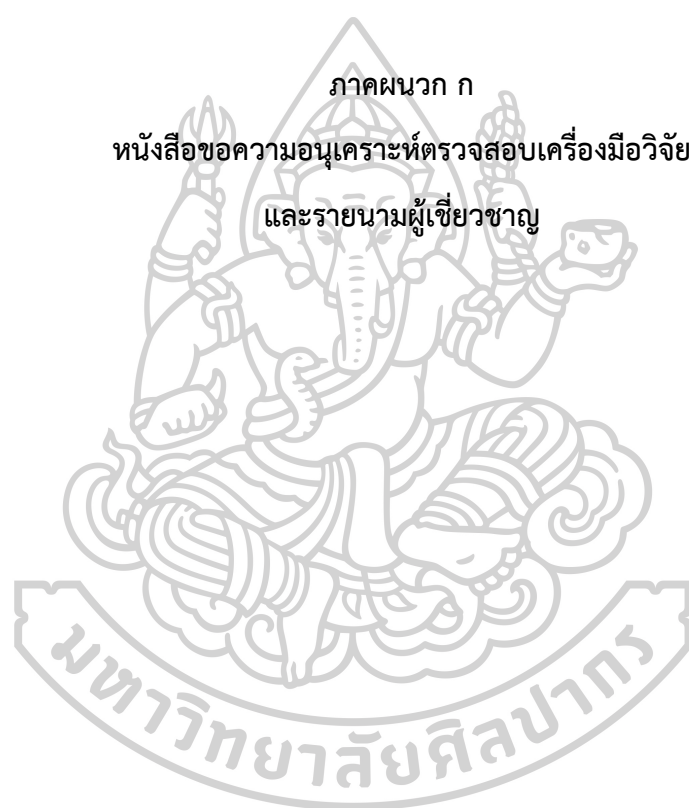 ภาคผนวก ก
หนังสือขอความอนุเคราะห์ตรวจสอบเครื่องมือวิจัย
และรายนามผู้เชี่ยวชาญ
มหาวิทยาลัยศิลปากร